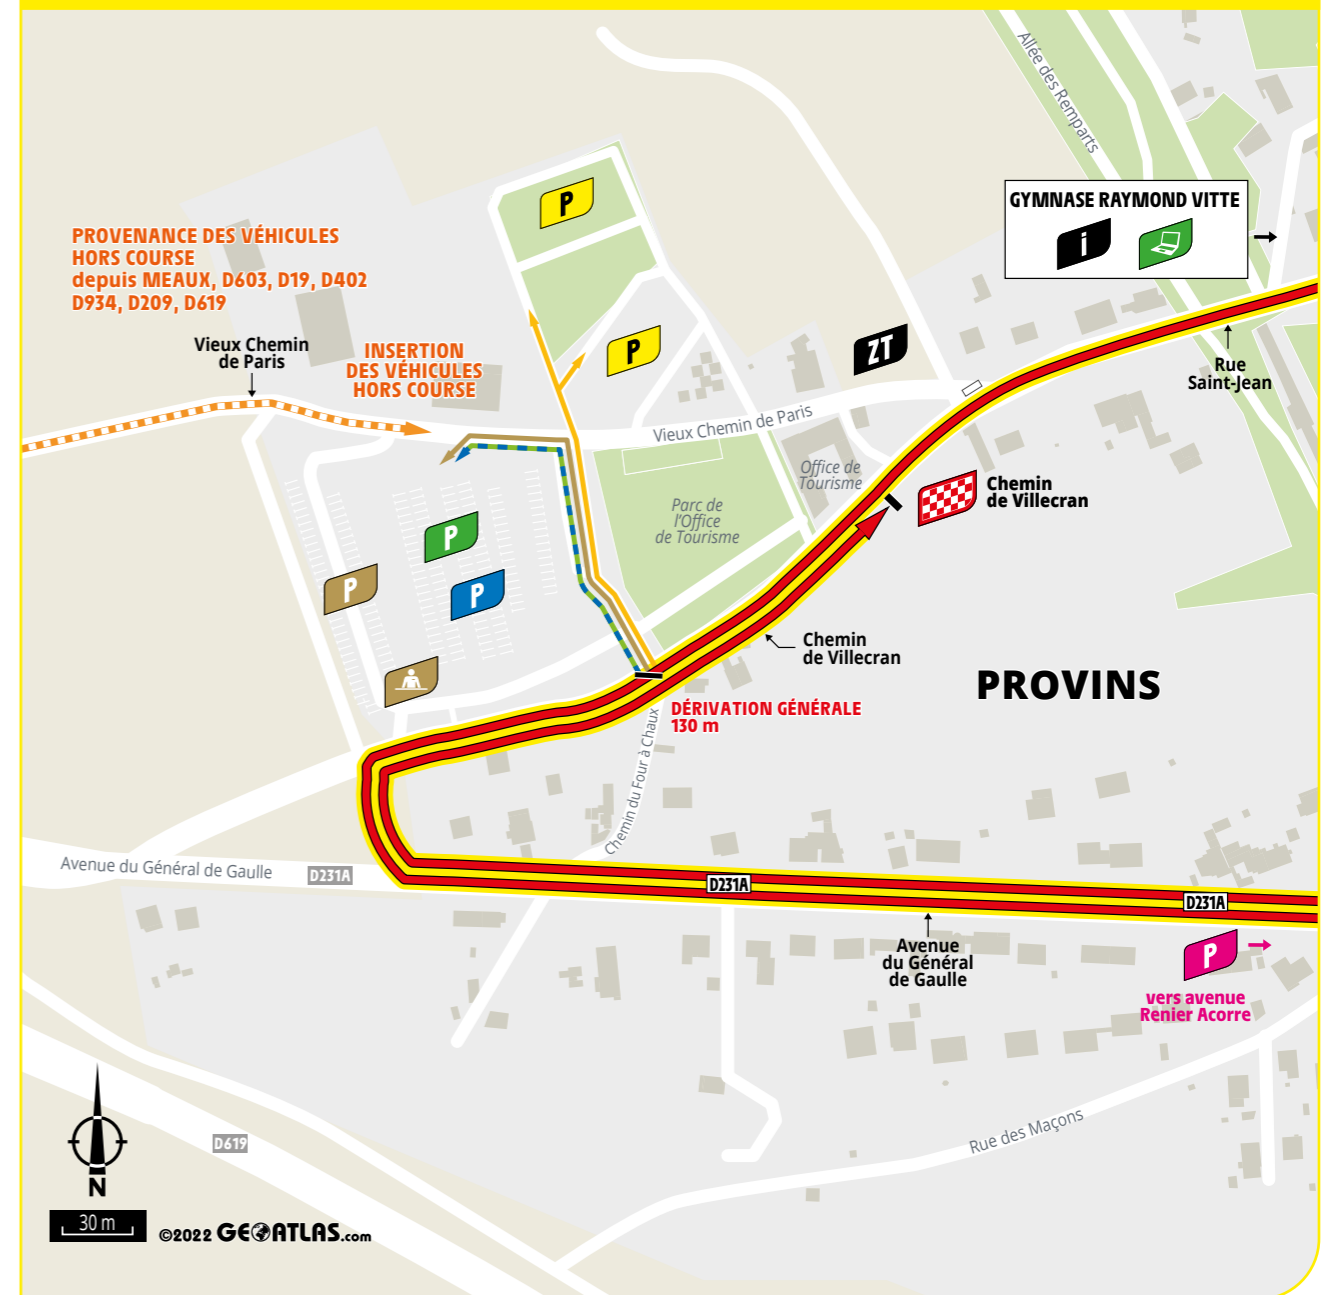 Allée des Remparts
GYMNASE RAYMOND VITTE
i
P
PROVENANCE DES VÉHICULES
HORS COURSE
depuis MEAUX, D603, D19, D402
D934, D209, D619
Vieux Chemin
de Paris
INSERTION
DES VÉHICULES
HORS COURSE
P
ZT
Rue
Saint-Jean
Vieux Chemin de Paris
Office de
Tourisme
Parc de
l'Office
de Tourisme
Chemin
de Villecran
P
P
P
Chemin
de Villecran
PROVINS
DÉRIVATION GÉNÉRALE
130 m
Chemin du Four à Chaux
Avenue du Général de Gaulle
D231A
D231A
D231A
Avenue
du Général
de Gaulle
P
vers avenue
Renier Acorre
Rue des Maçons
D619
N
30 m
©2022 GEOATLAS.com